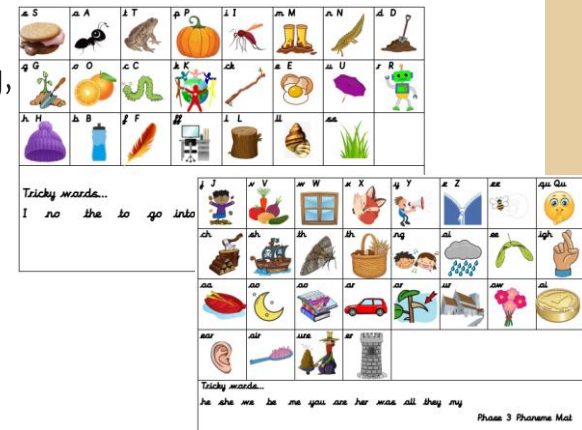 s S a A t T p P i I m M n N d D
g G o O c C k K ck e E u U r R
h H b B f F ff l L ll ss
Tricky words...
I no the to go into
j J v V w W x X y Y z Z zz qu Qu
ch sh th th ng ai ee igh
oa oo oo ar or ur ow oi
ear air ure er
Tricky words...
he she we be me you are her was all they my
Phase 3 Phoneme Mat